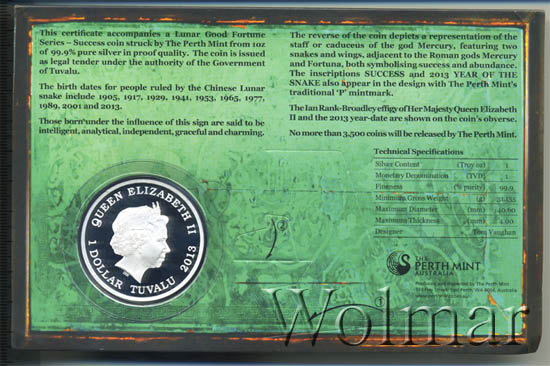 This certificate accompanies a Lunar Good Fortune
Series – Success coin struck by The Perth Mint from 1oz
of 99.9% pure silver in proof quality. The coin is issued
as legal tender under the authority of the Government
of Tuvalu.
The birth dates for people ruled by the Chinese Lunar
snake include 1905, 1917, 1929, 1941, 1953, 1965, 1977,
1989, 2001 and 2013.
Those born under the influence of this sign are said to be
intelligent, analytical, independent, graceful and charming.
The reverse of the coin depicts a representation of the
staff or caduceus of the god Mercury, featuring two
snakes and wings, adjacent to the Roman gods Mercury
and Fortuna, both symbolising success and abundance.
The inscriptions SUCCESS and 2013 YEAR OF THE
SNAKE also appear in the design with The Perth Mint's
traditional 'P' mintmark.
The Ian Rank-Broadley effigy of Her Majesty Queen Elizabeth
II and the 2013 year-date are shown on the coin's obverse.
No more than 3,500 coins will be released by The Perth Mint.
Technical Specifications
Silver Content (Troy oz) 1
Monetary Denomination (TVD) 1
Fineness (% purity) 99.9
Minimum Gross Weight (g) 31.135
Maximum Diameter (mm) 40.60
Maximum Thickness (mm) 4.00
Designer Tom Vaughan
QUEEN ELIZABETH II
1 DOLLAR TUVALU 2013
THE
PERTH MINT
AUSTRALIA
Wolmar